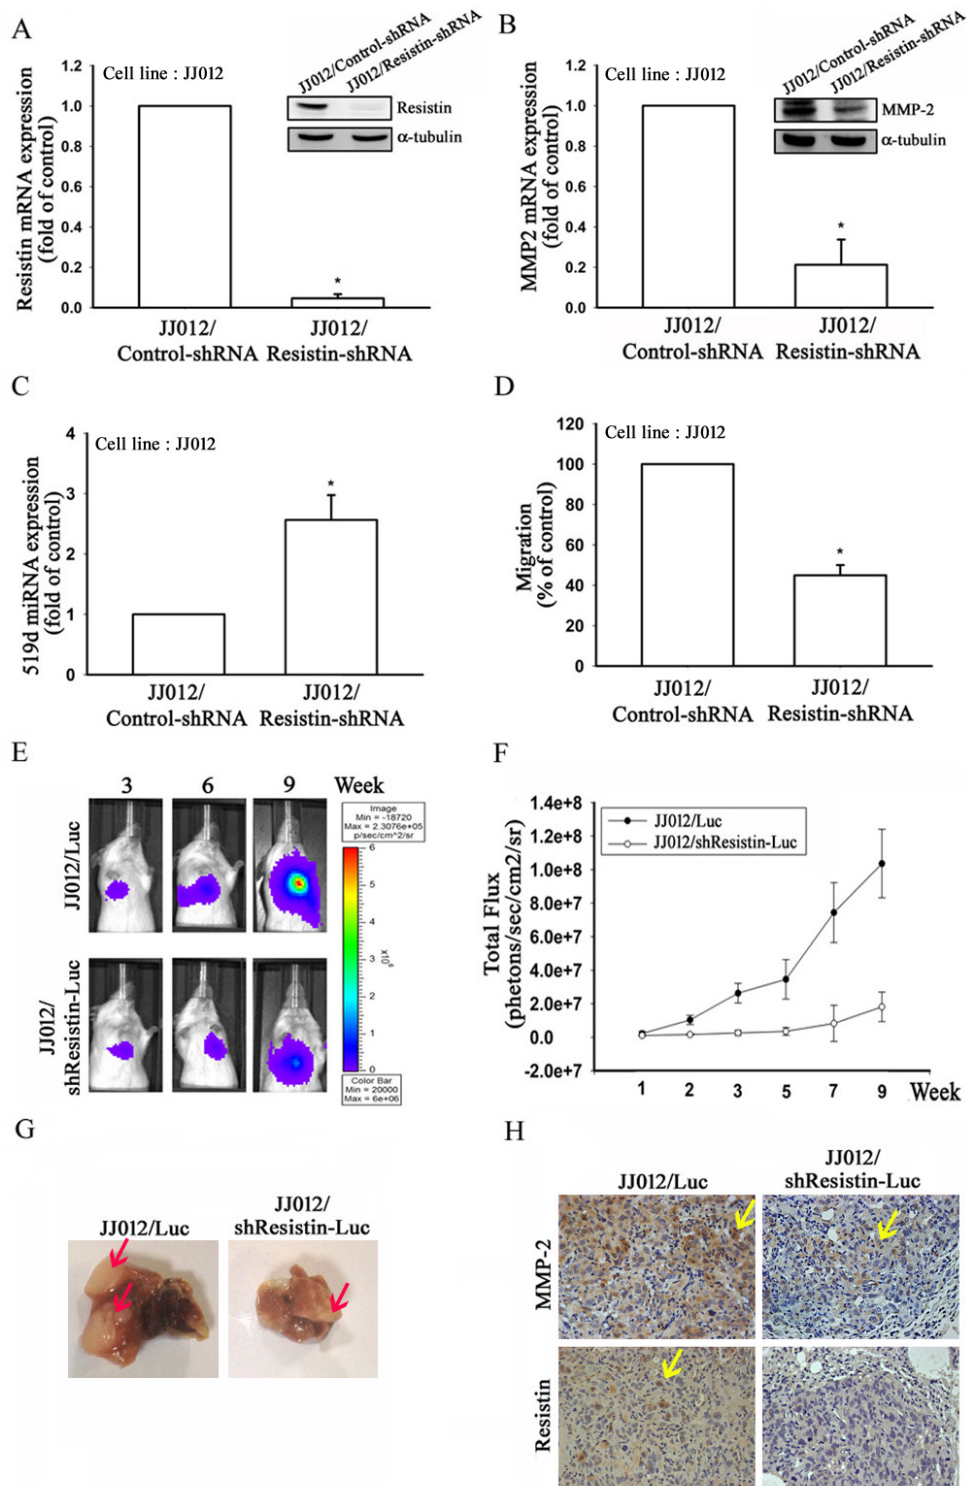 A
JJ012/Control-shRNA
JJ012/Resistin-shRNA
Cell line : JJ012
Resistin
α-tubulin
Resistin mRNA expression
(fold of control)
1.2
1.0
0.8
0.6
0.4
0.2
0.0
*
JJ012/
Control-shRNA
JJ012/
Resistin-shRNA
B
JJ012/Control-shRNA
JJ012/Resistin-shRNA
Cell line : JJ012
MMP-2
α-tubulin
MMP2 mRNA expression
(fold of control)
1.2
1.0
0.8
0.6
0.4
0.2
0.0
*
JJ012/
Control-shRNA
JJ012/
Resistin-shRNA
C
Cell line : JJ012
519d miRNA expression
(fold of control)
4
3
2
1
0
*
JJ012/
Control-shRNA
JJ012/
Resistin-shRNA
D
Cell line : JJ012
Migration
(% of control)
120
100
80
60
40
20
0
*
JJ012/
Control-shRNA
JJ012/
Resistin-shRNA
E
3 6 9 Week
JJ012/Luc
JJ012/
shResistin-Luc
Image
Min = -18720
Max = 2.3076e+05
p/sec/cm^2/sr
6
5
4
3
2
1
0
x10⁶
Color Bar
Min = 20000
Max = 6e+06
F
JJ012/Luc
JJ012/shResistin-Luc
Total Flux
(photons/sec/cm2/sr)
1.4e+8
1.2e+8
1.0e+8
8.0e+7
6.0e+7
4.0e+7
2.0e+7
0.0
-2.0e+7
1 2 3 5 7 9 Week
G
JJ012/Luc
JJ012/
shResistin-Luc
H
JJ012/Luc
JJ012/
shResistin-Luc
MMP-2
Resistin